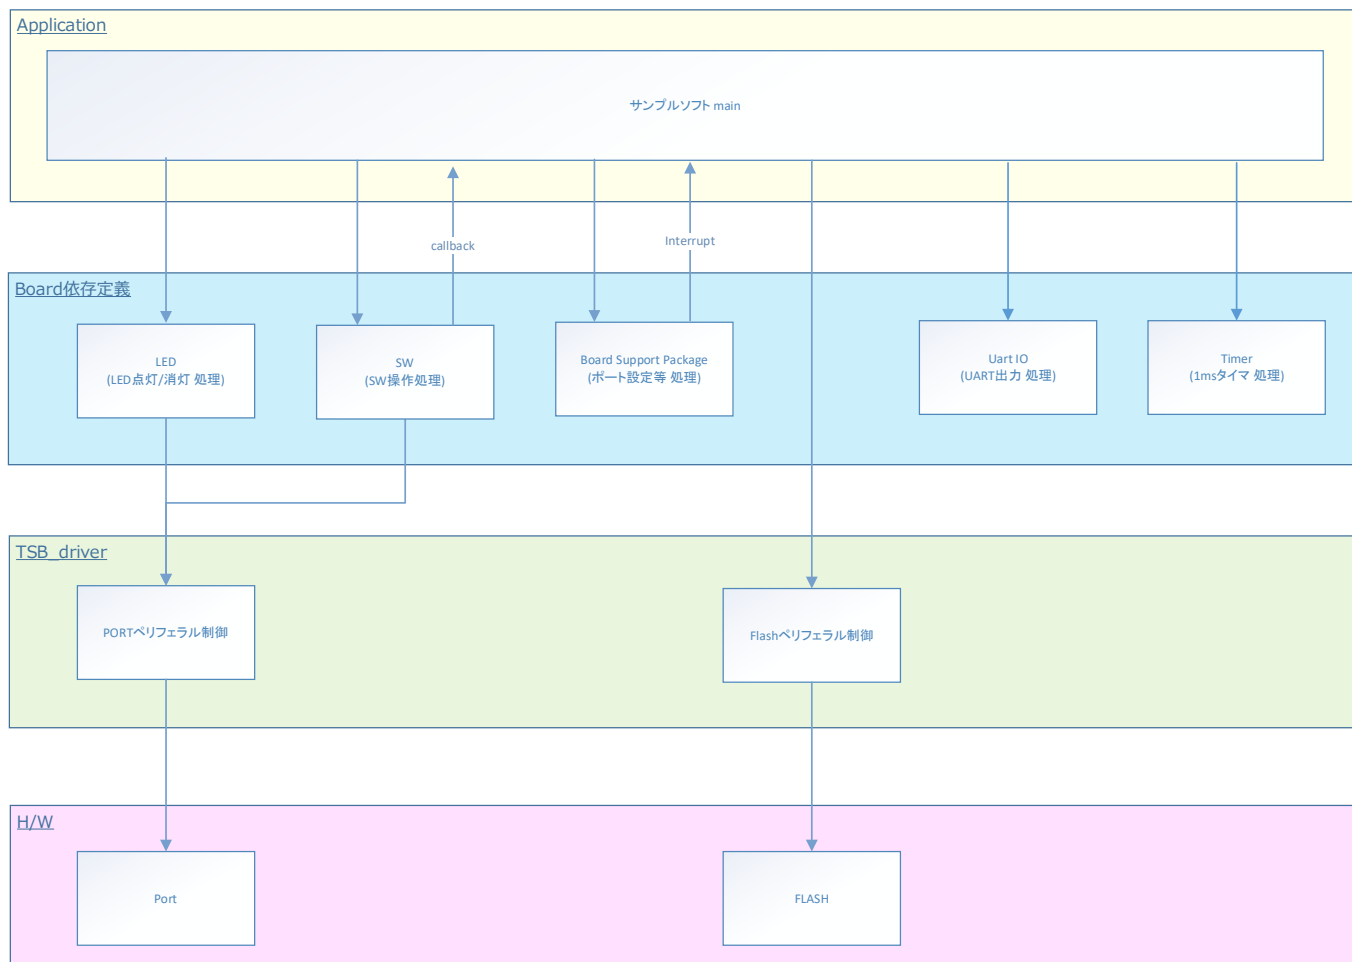 Application
サンプルソフト main
callback
Interrupt
Board依存定義
LED
(LED点灯/消灯 処理)
SW
(SW操作処理)
Board Support Package
(ポート設定等 処理)
Uart IO
(UART出力 処理)
Timer
(1msタイマ 処理)
TSB_driver
PORTペリフェラル制御
Flashペリフェラル制御
H/W
Port
FLASH